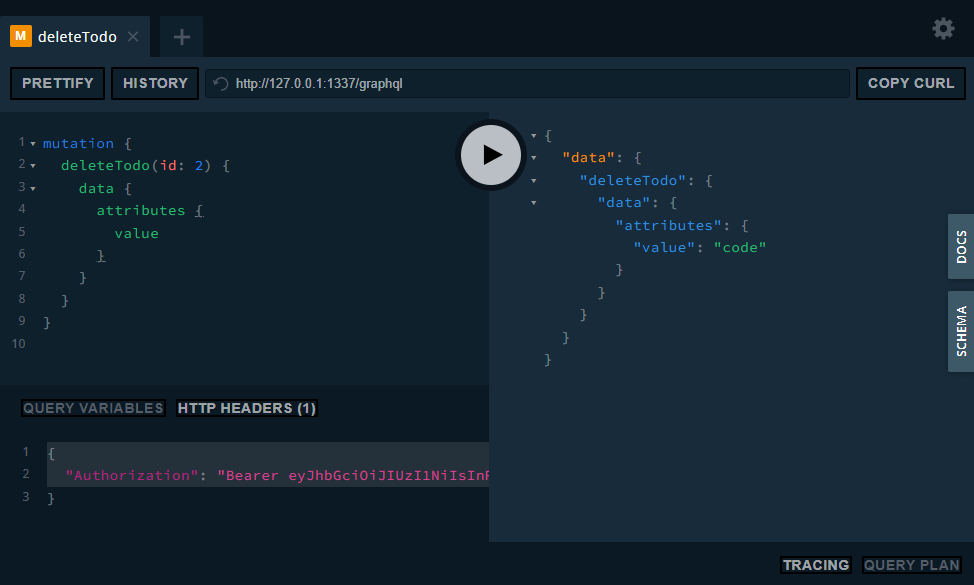 M deleteTodo
PRETTIFY HISTORY http://127.0.0.1:1337/graphql COPY CURL
1 mutation {
2 deleteTodo(id: 2) {
3 data {
4 attributes {
5 value
6 }
7 }
8 }
9 }
10
{
"data": {
"deleteTodo": {
"data": {
"attributes": {
"value": "code"
}
}
}
}
}
DOCS
SCHEMA
QUERY VARIABLES HTTP HEADERS (1)
1 {
2 "Authorization": "Bearer eyJhbGciOiJIUzI1NiIsInR
3 }
TRACING QUERY PLAN